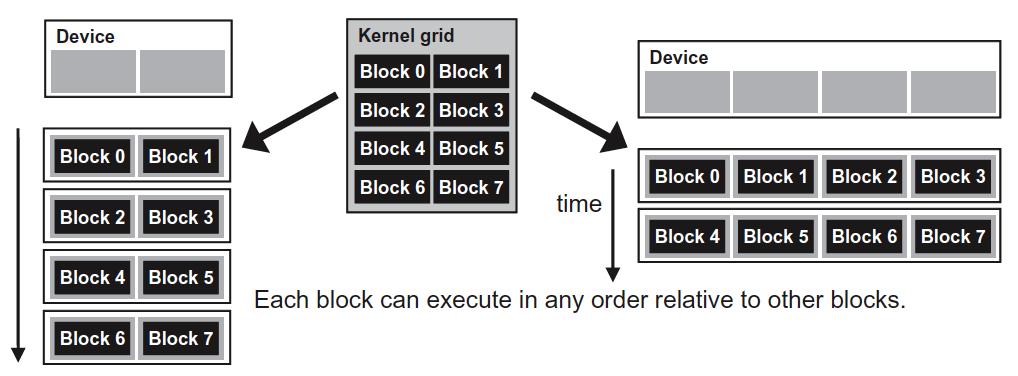 Device
Block 0 Block 1
Block 2 Block 3
Block 4 Block 5
Block 6 Block 7
Kernel grid
Block 0 Block 1
Block 2 Block 3
Block 4 Block 5
Block 6 Block 7
Device
time
Block 0 Block 1 Block 2 Block 3
Block 4 Block 5 Block 6 Block 7
Each block can execute in any order relative to other blocks.